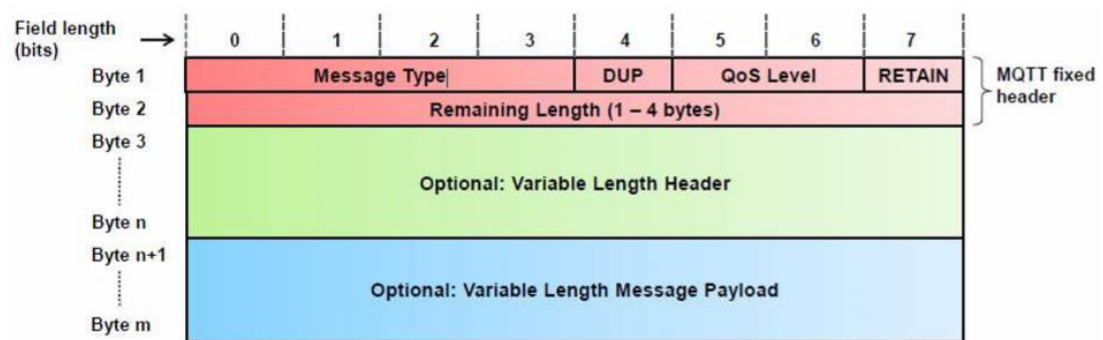 Field length (bits)
0 1 2 3 4 5 6 7
Byte 1 Message Type DUP QoS Level RETAIN MQTT fixed header
Byte 2 Remaining Length (1 – 4 bytes)
Byte 3
Optional: Variable Length Header
Byte n
Byte n+1
Optional: Variable Length Message Payload
Byte m